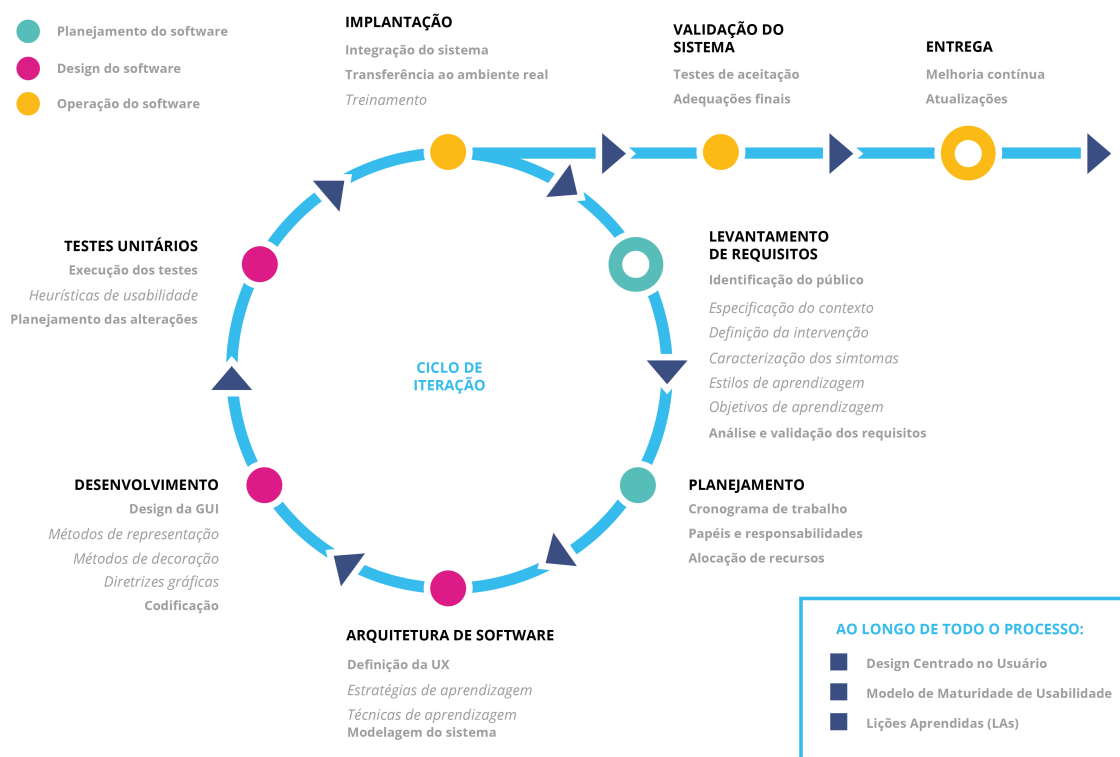 Planejamento do software
Design do software
Operação do software
IMPLANTAÇÃO
Integração do sistema
Transferência ao ambiente real
Treinamento
VALIDAÇÃO DO
SISTEMA
Testes de aceitação
Adequações finais
ENTREGA
Melhoria contínua
Atualizações
TESTES UNITÁRIOS
Execução dos testes
Heurísticas de usabilidade
Planejamento das alterações
CICLO DE
ITERAÇÃO
LEVANTAMENTO
DE REQUISITOS
Identificação do público
Especificação do contexto
Definição da intervenção
Caracterização dos simtomas
Estilos de aprendizagem
Objetivos de aprendizagem
Análise e validação dos requisitos
DESENVOLVIMENTO
Design da GUI
Métodos de representação
Métodos de decoração
Diretrizes gráficas
Codificação
PLANEJAMENTO
Cronograma de trabalho
Papéis e responsabilidades
Alocação de recursos
ARQUITETURA DE SOFTWARE
Definição da UX
Estratégias de aprendizagem
Técnicas de aprendizagem
Modelagem do sistema
AO LONGO DE TODO O PROCESSO:
Design Centrado no Usuário
Modelo de Maturidade de Usabilidade
Lições Aprendidas (LAs)